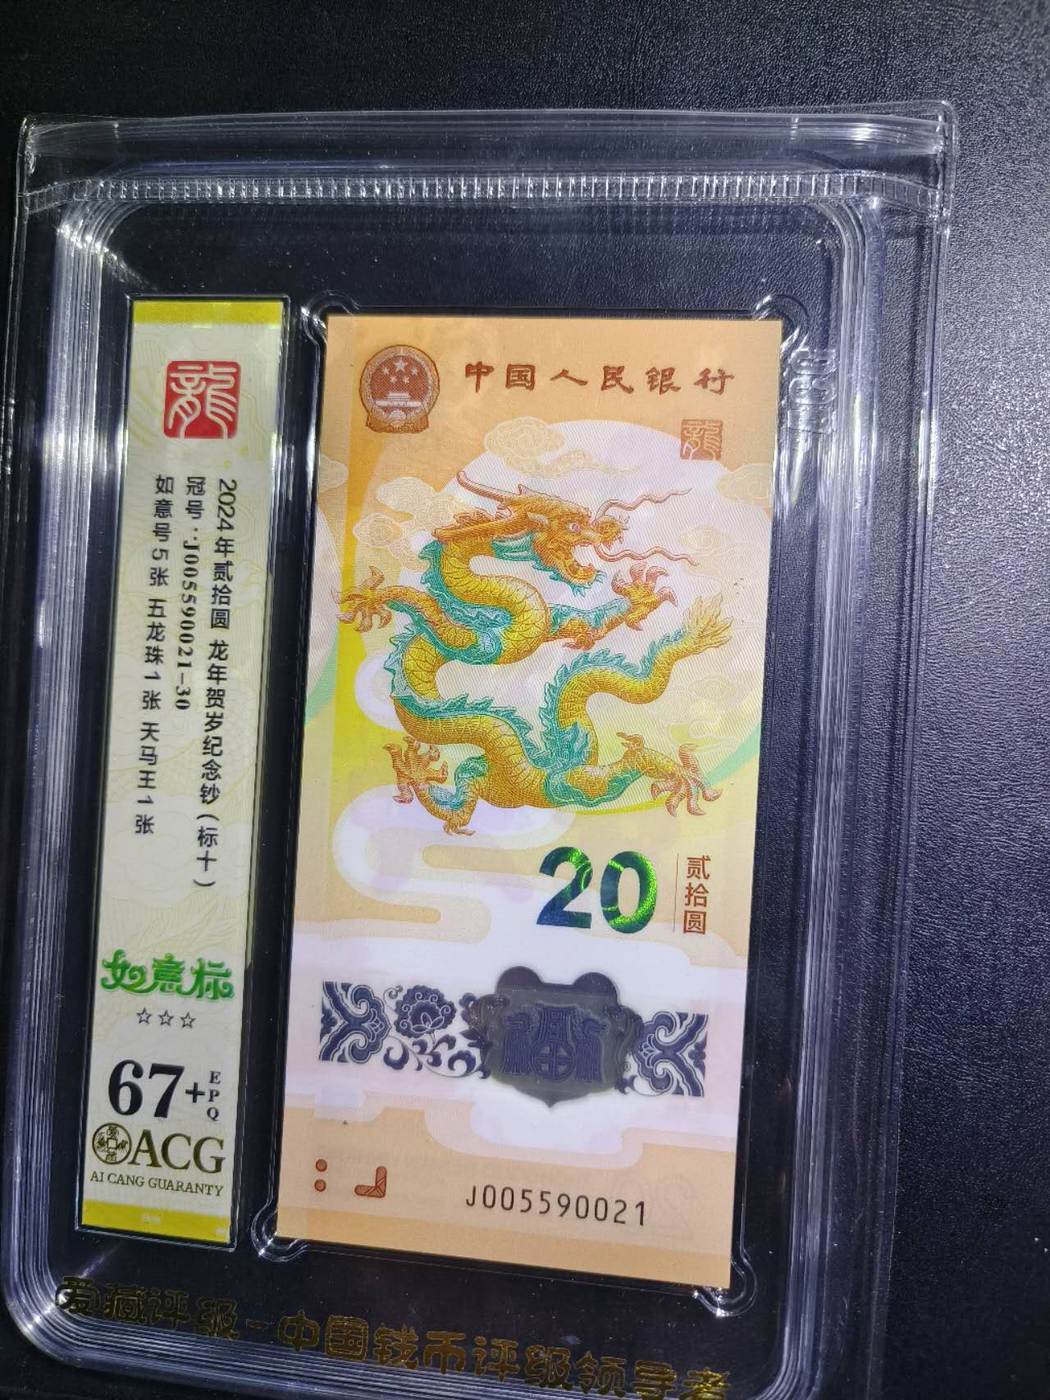 龍
2024年贰拾圆 龙年贺岁纪念钞(标十)
冠号:J005590021-30
如意号5张 五龙珠1张 天马王1张
如意标
☆☆☆
67+
EPQ
ACG
AI CANG GUARANTY
中国人民银行
龍
20
贰拾圆
J005590021
爱藏评级-中国钱币评级领导者